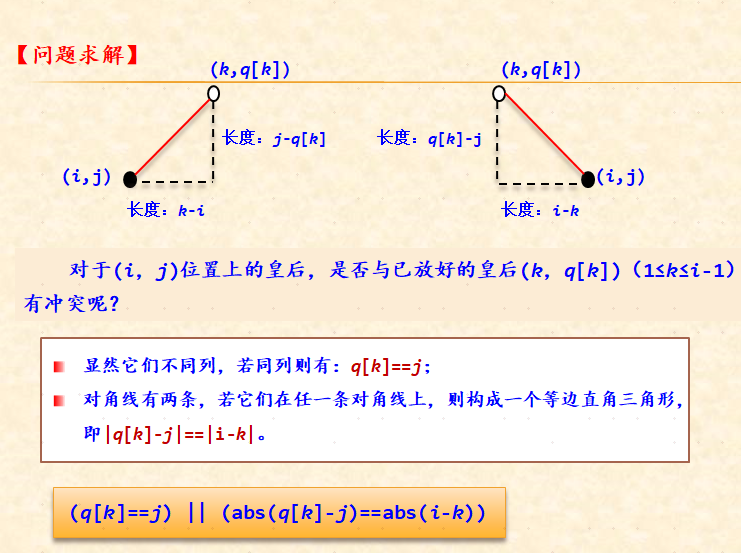 【问题求解】
(k,q[k])
(k,q[k])
长度：j-q[k]
长度：q[k]-j
(i,j)
(i,j)
长度：k-i
长度：i-k
对于(i, j)位置上的皇后，是否与已放好的皇后(k, q[k])（1≤k≤i-1）
有冲突呢？
显然它们不同列，若同列则有：q[k]==j；
对角线有两条，若它们在任一条对角线上，则构成一个等边直角三角形，
即|q[k]-j|==|i-k|。
(q[k]==j) || (abs(q[k]-j)==abs(i-k))